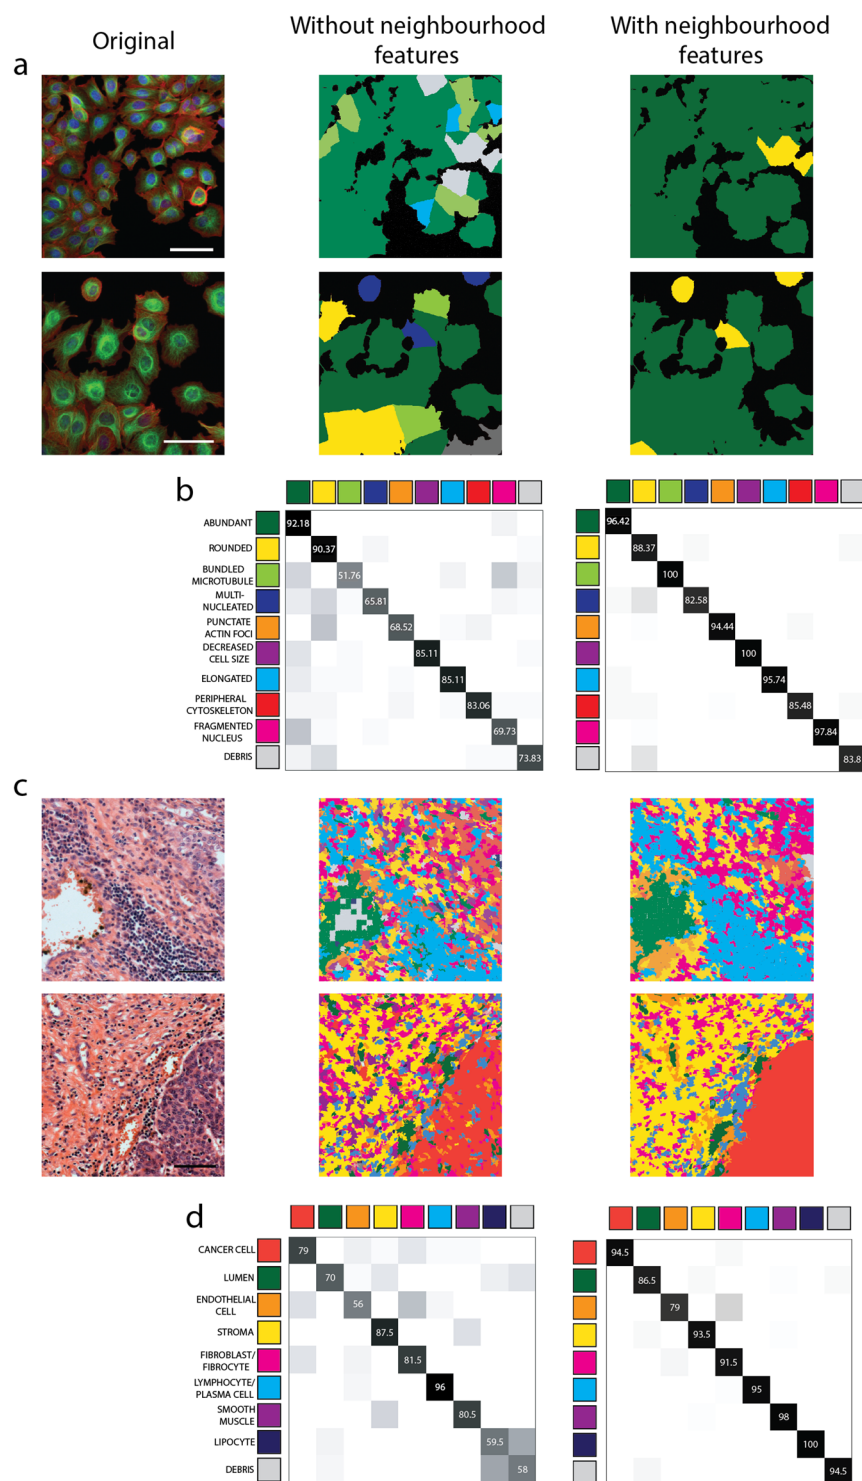 Original
Without neighbourhood
features
With neighbourhood
features
a
b
ABUNDANT
92.18
96.42
ROUNDED
90.37
88.37
BUNDLED
MICROTUBULE
51.76
100
MULTI-
NUCLEATED
65.81
82.58
PUNCTATE
ACTIN FOCI
68.52
94.44
DECREASED
CELL SIZE
85.11
100
ELONGATED
85.11
95.74
PERIPHERAL
CYTOSKELETON
83.06
85.48
FRAGMENTED
NUCLEUS
69.73
97.84
DEBRIS
73.83
c
d
CANCER CELL
79
94.5
LUMEN
70
86.5
ENDOTHELIAL
CELL
56
79
STROMA
87.5
93.5
FIBROBLAST/
FIBROCYTE
81.5
91.5
LYMPHOCYTE/
PLASMA CELL
96
95
SMOOTH
MUSCLE
80.5
98
LIPOCYTE
59.5
100
DEBRIS
58
94.5